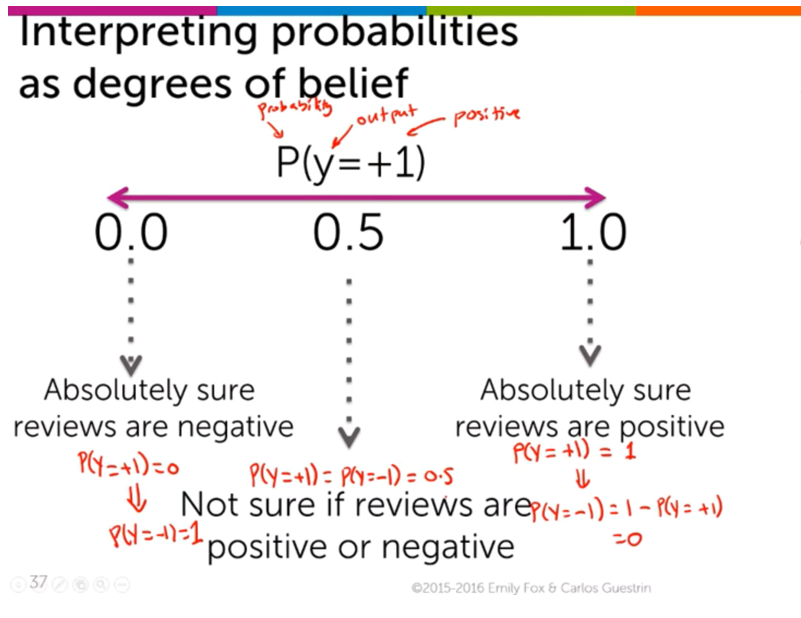 Interpreting probabilities
as degrees of belief
Probability output positive
P(y=+1)
0.0 0.5 1.0
Absolutely sure
reviews are negative
Absolutely sure
reviews are positive
P(y=+1)=0
⇓
P(y=-1)=1
P(y=+1)= P(y=-1)= 0.5
Not sure if reviews are
positive or negative
P(y=+1) = 1
⇓
P(y=-1)=1-P(y=+1)
=0
37
©2015-2016 Emily Fox & Carlos Guestrin